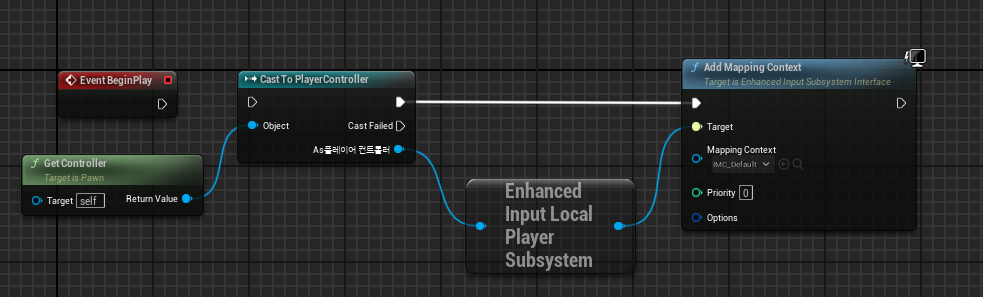 Event BeginPlay
Cast To PlayerController
Object
Cast Failed
As플레이어 컨트롤러
Get Controller
Target is Pawn
Target
self
Return Value
Enhanced
Input Local
Player
Subsystem
Add Mapping Context
Target is Enhanced Input Subsystem Interface
Target
Mapping Context
IMC_Default
Priority
0
Options